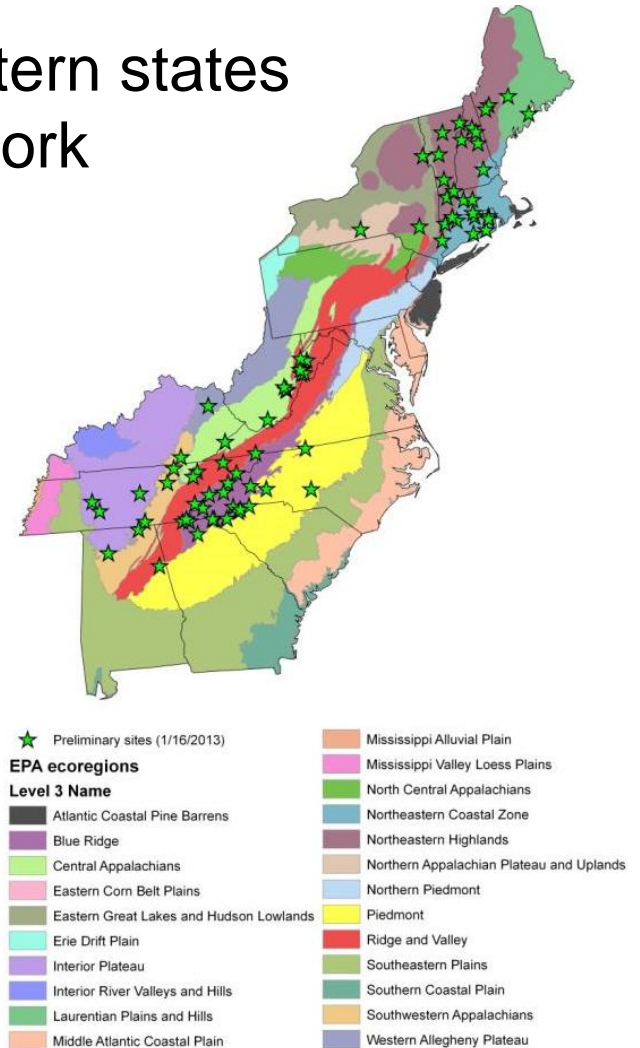 tern states
ork
Preliminary sites (1/16/2013)
EPA ecoregions
Level 3 Name
Atlantic Coastal Pine Barrens
Blue Ridge
Central Appalachians
Eastern Corn Belt Plains
Eastern Great Lakes and Hudson Lowlands
Erie Drift Plain
Interior Plateau
Interior River Valleys and Hills
Laurentian Plains and Hills
Middle Atlantic Coastal Plain
Mississippi Alluvial Plain
Mississippi Valley Loess Plains
North Central Appalachians
Northeastern Coastal Zone
Northeastern Highlands
Northern Appalachian Plateau and Uplands
Northern Piedmont
Piedmont
Ridge and Valley
Southeastern Plains
Southern Coastal Plain
Southwestern Appalachians
Western Allegheny Plateau